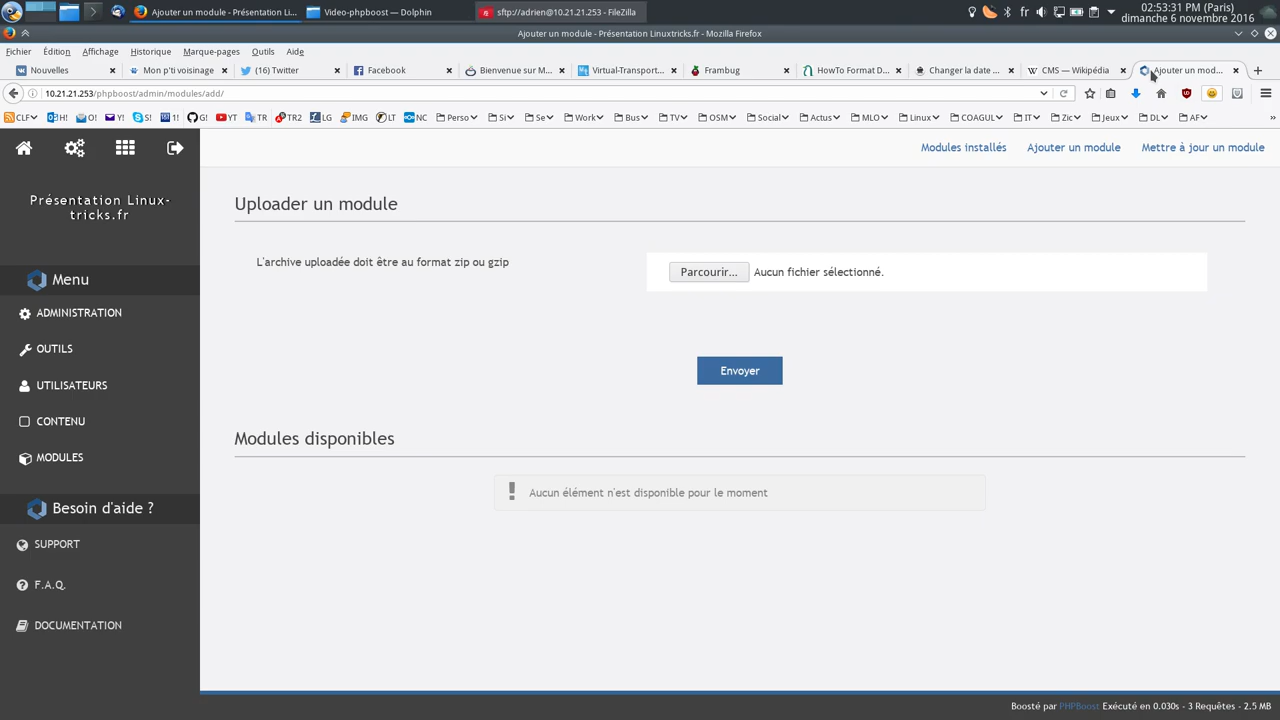 Ajouter un module - Présentation Li...
Video-phpboost — Dolphin
sftp://adrien@10.21.21.253 - FileZilla
fr
02:53:31 PM (Paris)
dimanche 6 novembre 2016
Ajouter un module - Présentation Linuxtricks.fr - Mozilla Firefox
Fichier Édition Affichage Historique Marque-pages Outils Aide
Nouvelles
Mon p'ti voisinage
(16) Twitter
Facebook
Bienvenue sur M...
Virtual-Transport...
Frambug
HowTo Format D...
Changer la date ...
CMS — Wikipédia
Ajouter un mod...
10.21.21.253/phpboost/admin/modules/add/
CLF H! O! Y! S! 1! G! YT TR TR2 LG IMG LT NC Perso Si Se Work Bus TV OSM Social Actus MLO Linux COAGUL IT Zic Jeux DL AF »
Modules installés Ajouter un module Mettre à jour un module
Présentation Linux-
tricks.fr
Menu
ADMINISTRATION
OUTILS
UTILISATEURS
CONTENU
MODULES
Besoin d'aide ?
SUPPORT
F.A.Q.
DOCUMENTATION
Uploader un module
L'archive uploadée doit être au format zip ou gzip
Parcourir... Aucun fichier sélectionné.
Envoyer
Modules disponibles
Aucun élément n'est disponible pour le moment
Boosté par PHPBoost Exécuté en 0.030s - 3 Requêtes - 2.5 MB